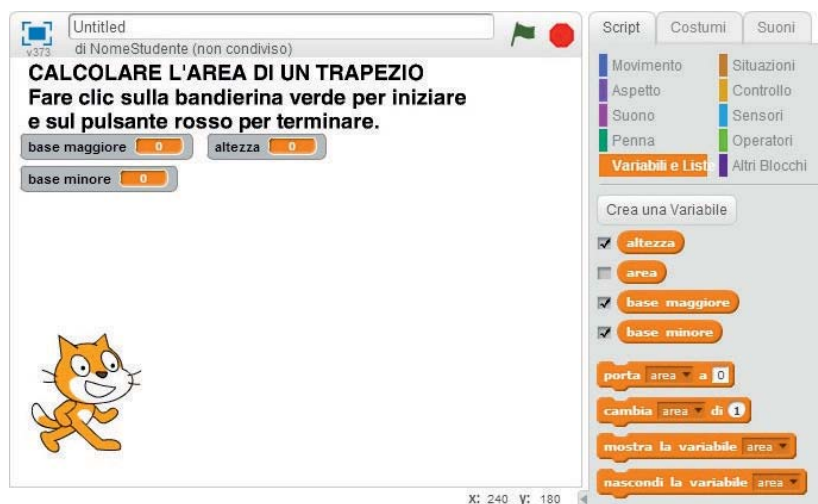 Untitled
v373
di NomeStudente (non condiviso)
CALCOLARE L'AREA DI UN TRAPEZIO
Fare clic sulla bandierina verde per iniziare
e sul pulsante rosso per terminare.
base maggiore 0 altezza 0
base minore 0
X: 240 Y: 180
Script Costumi Suoni
Movimento Situazioni
Aspetto Controllo
Suono Sensori
Penna Operatori
Variabili e Liste Altri Blocchi
Crea una Variabile
altezza
area
base maggiore
base minore
porta area a 0
cambia area di 1
mostra la variabile area
nascondi la variabile area